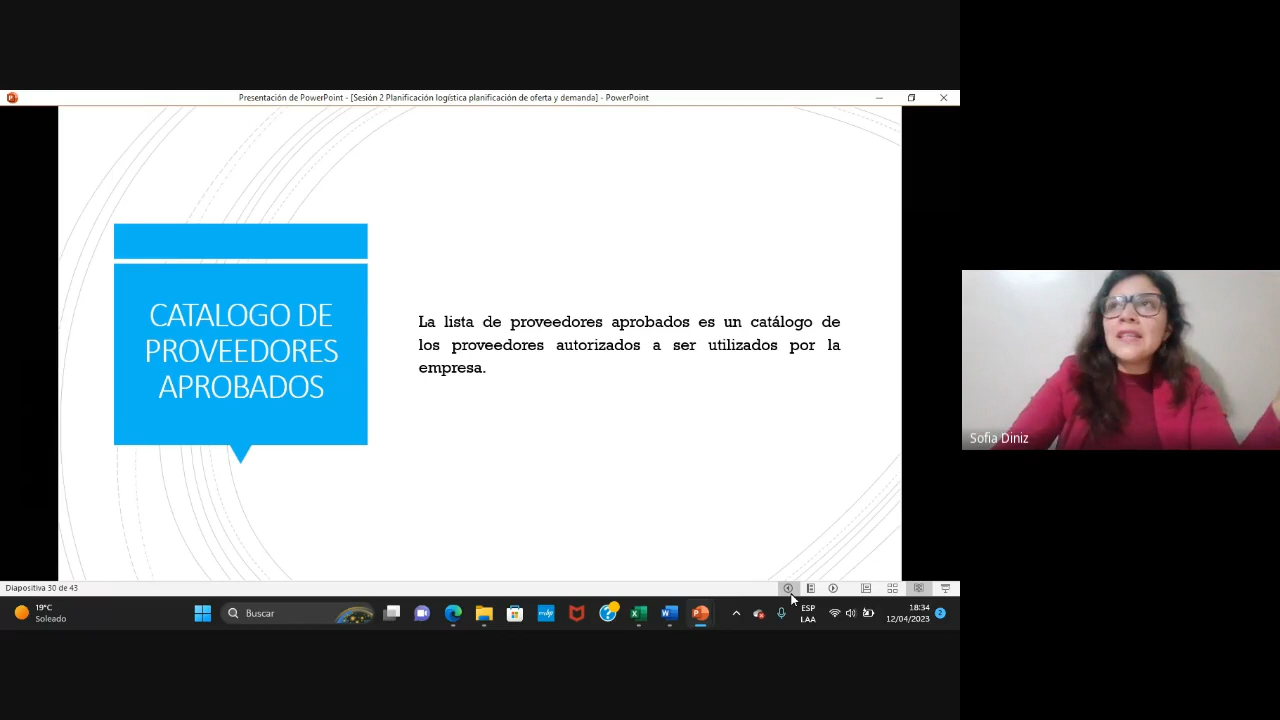 Presentación de PowerPoint - [Sesión 2 Planificación logística planificación de oferta y demanda] - PowerPoint
CATALOGO DE
PROVEEDORES
APROBADOS
La lista de proveedores aprobados es un catálogo de
los proveedores autorizados a ser utilizados por la
empresa.
Sofia Diniz
Diapositiva 30 de 43
19°C
Soleado
Buscar
ESP
LAA
18:34
12/04/2023
2